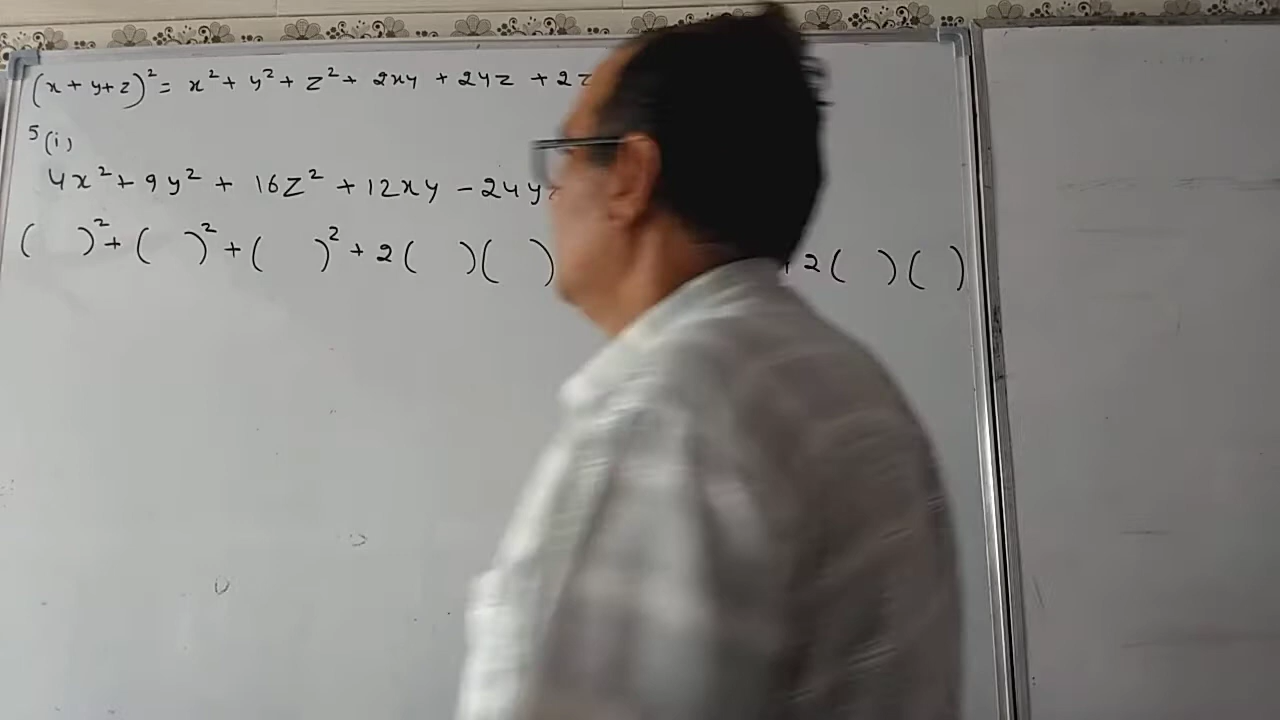 (x + y + z)² = x² + y² + z² + 2xy + 2yz + 2z
5 (i)
4x² + 9y² + 16z² + 12xy - 24y
( )² + ( )² + ( )² + 2( )( ) + 2( )( )